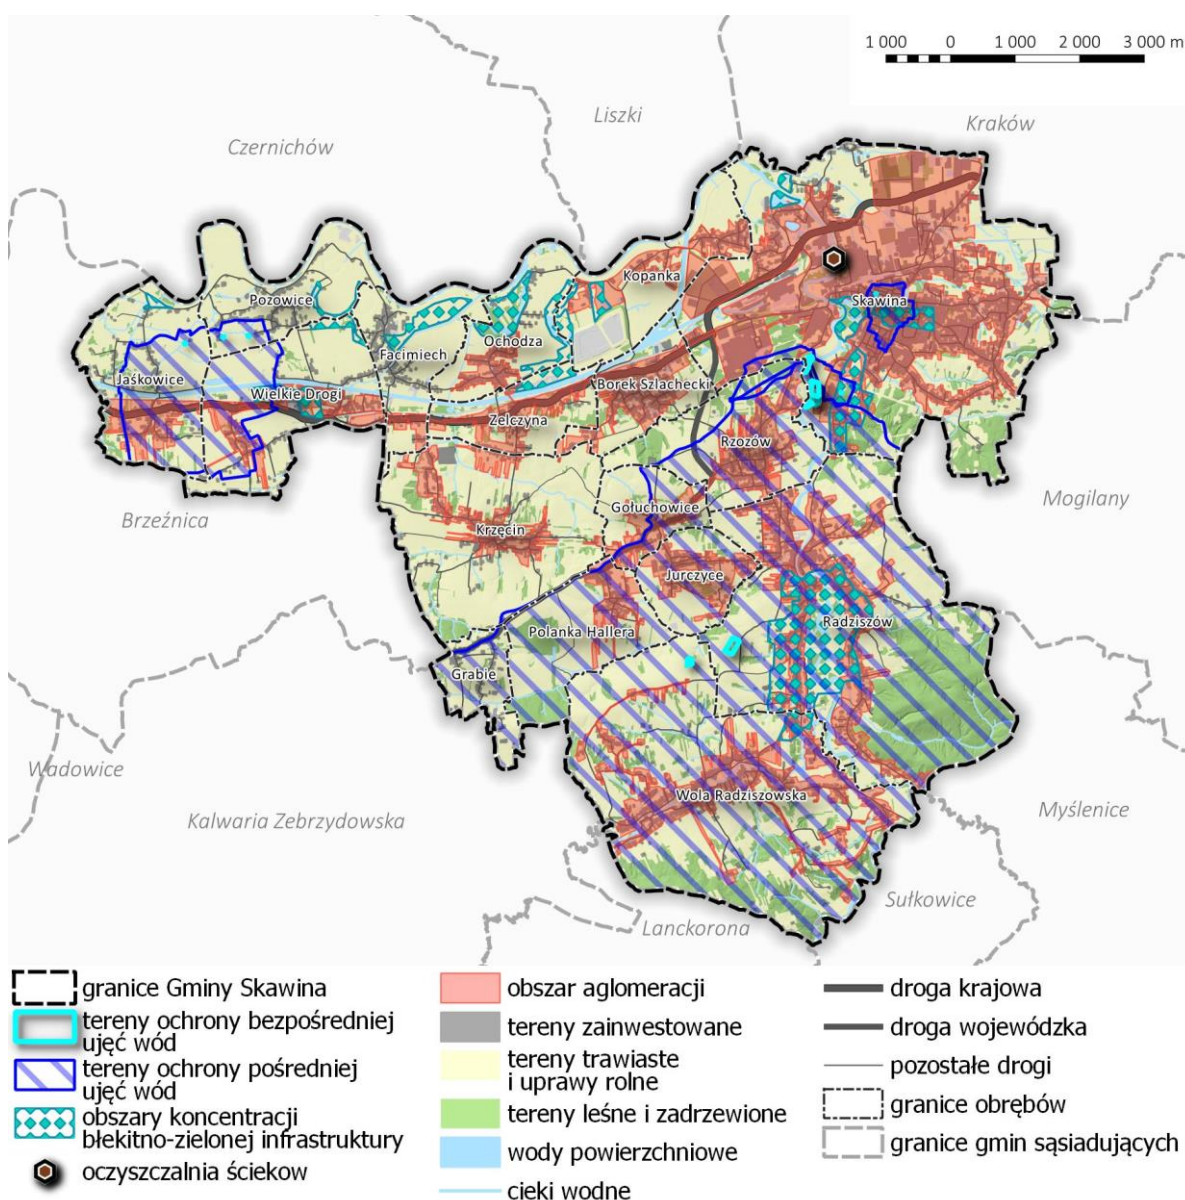 1 000 0 1 000 2 000 3 000 m
Liszki
Kraków
Czernichów
Kopanka
Pozowice
Skawina
Ochodza
Facimiech
Jaśkowice
Borek Szlachecki
Wielkie Drogi
Zelczyna
Rzozów
Mogilany
Gołuchowice
Brzeźnica
Krzęcin
Jurczyce
Radziszów
Polanka Hallera
Grabie
Wadowice
Wola Radziszowska
Myślenice
Kalwaria Zebrzydowska
Sułkowice
Lanckorona
granice Gminy Skawina
tereny ochrony bezpośredniej
ujęć wód
tereny ochrony pośredniej
ujęć wód
obszary koncentracji
błękitno-zielonej infrastruktury
oczyszczalnia ściekow
obszar aglomeracji
tereny zainwestowane
tereny trawiaste
i uprawy rolne
tereny leśne i zadrzewione
wody powierzchniowe
cieki wodne
droga krajowa
droga wojewódzka
pozostałe drogi
granice obrębów
granice gmin sąsiadujących